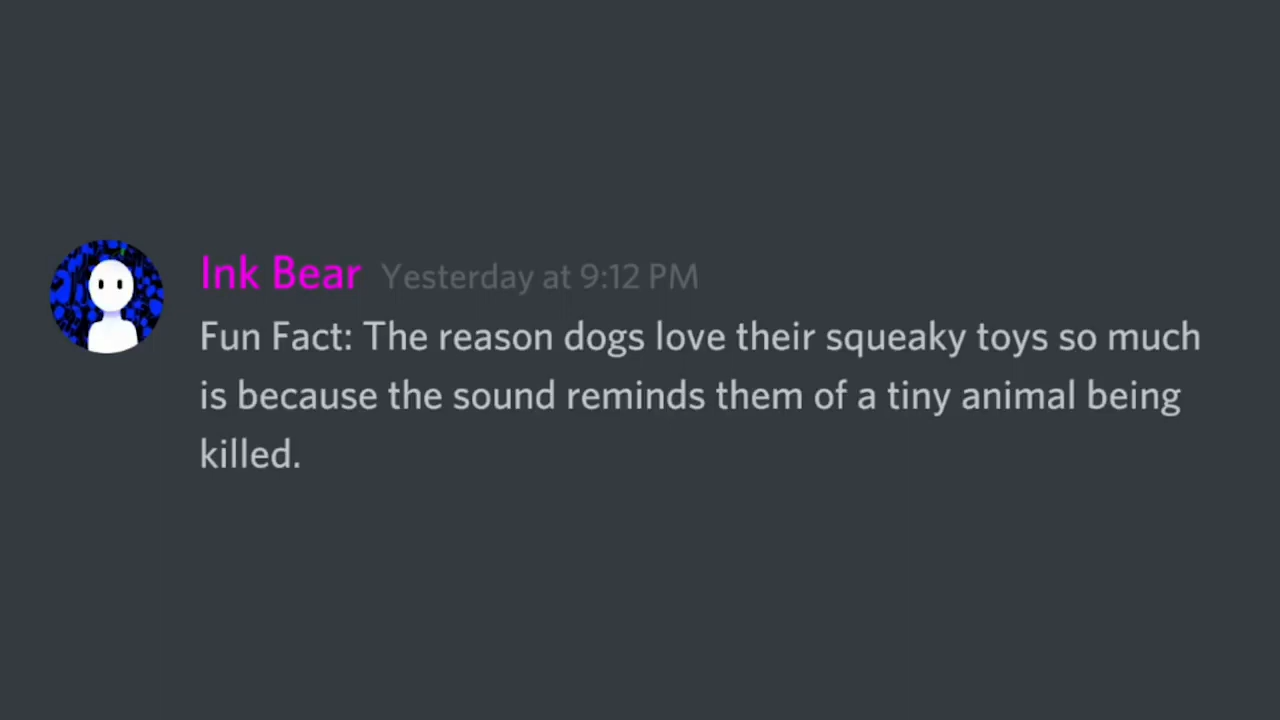 Ink Bear Yesterday at 9:12 PM
Fun Fact: The reason dogs love their squeaky toys so much
is because the sound reminds them of a tiny animal being
killed.